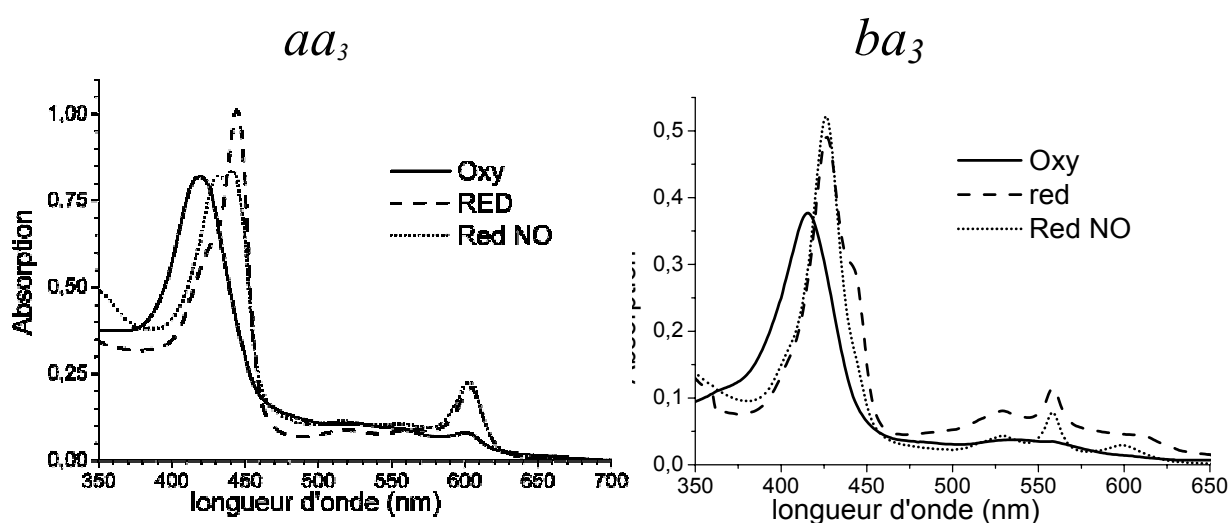 aa₃
1,00
0,75
0,50
0,25
0,00
Absorption
Oxy
RED
Red NO
350 400 450 500 550 600 650 700
longueur d'onde (nm)
ba₃
0,5
0,4
0,3
0,2
0,1
0,0
Oxy
red
Red NO
350 400 450 500 550 600 650
longueur d'onde (nm)